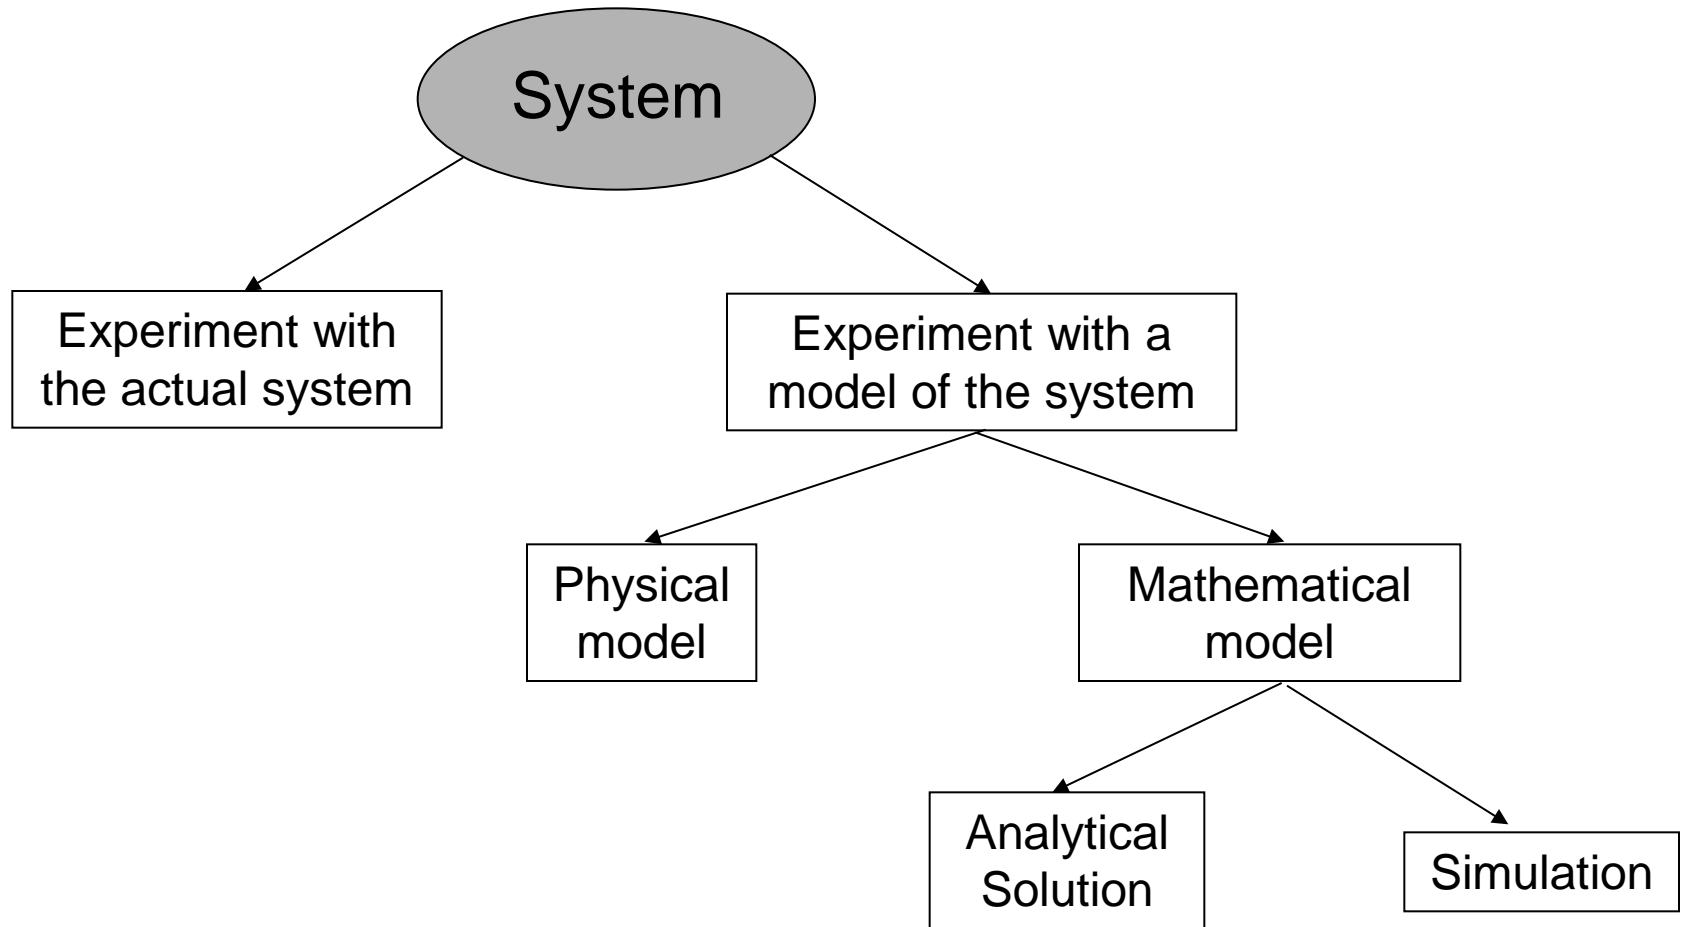 System
Experiment with
the actual system
Experiment with a
model of the system
Physical
model
Mathematical
model
Analytical
Solution
Simulation